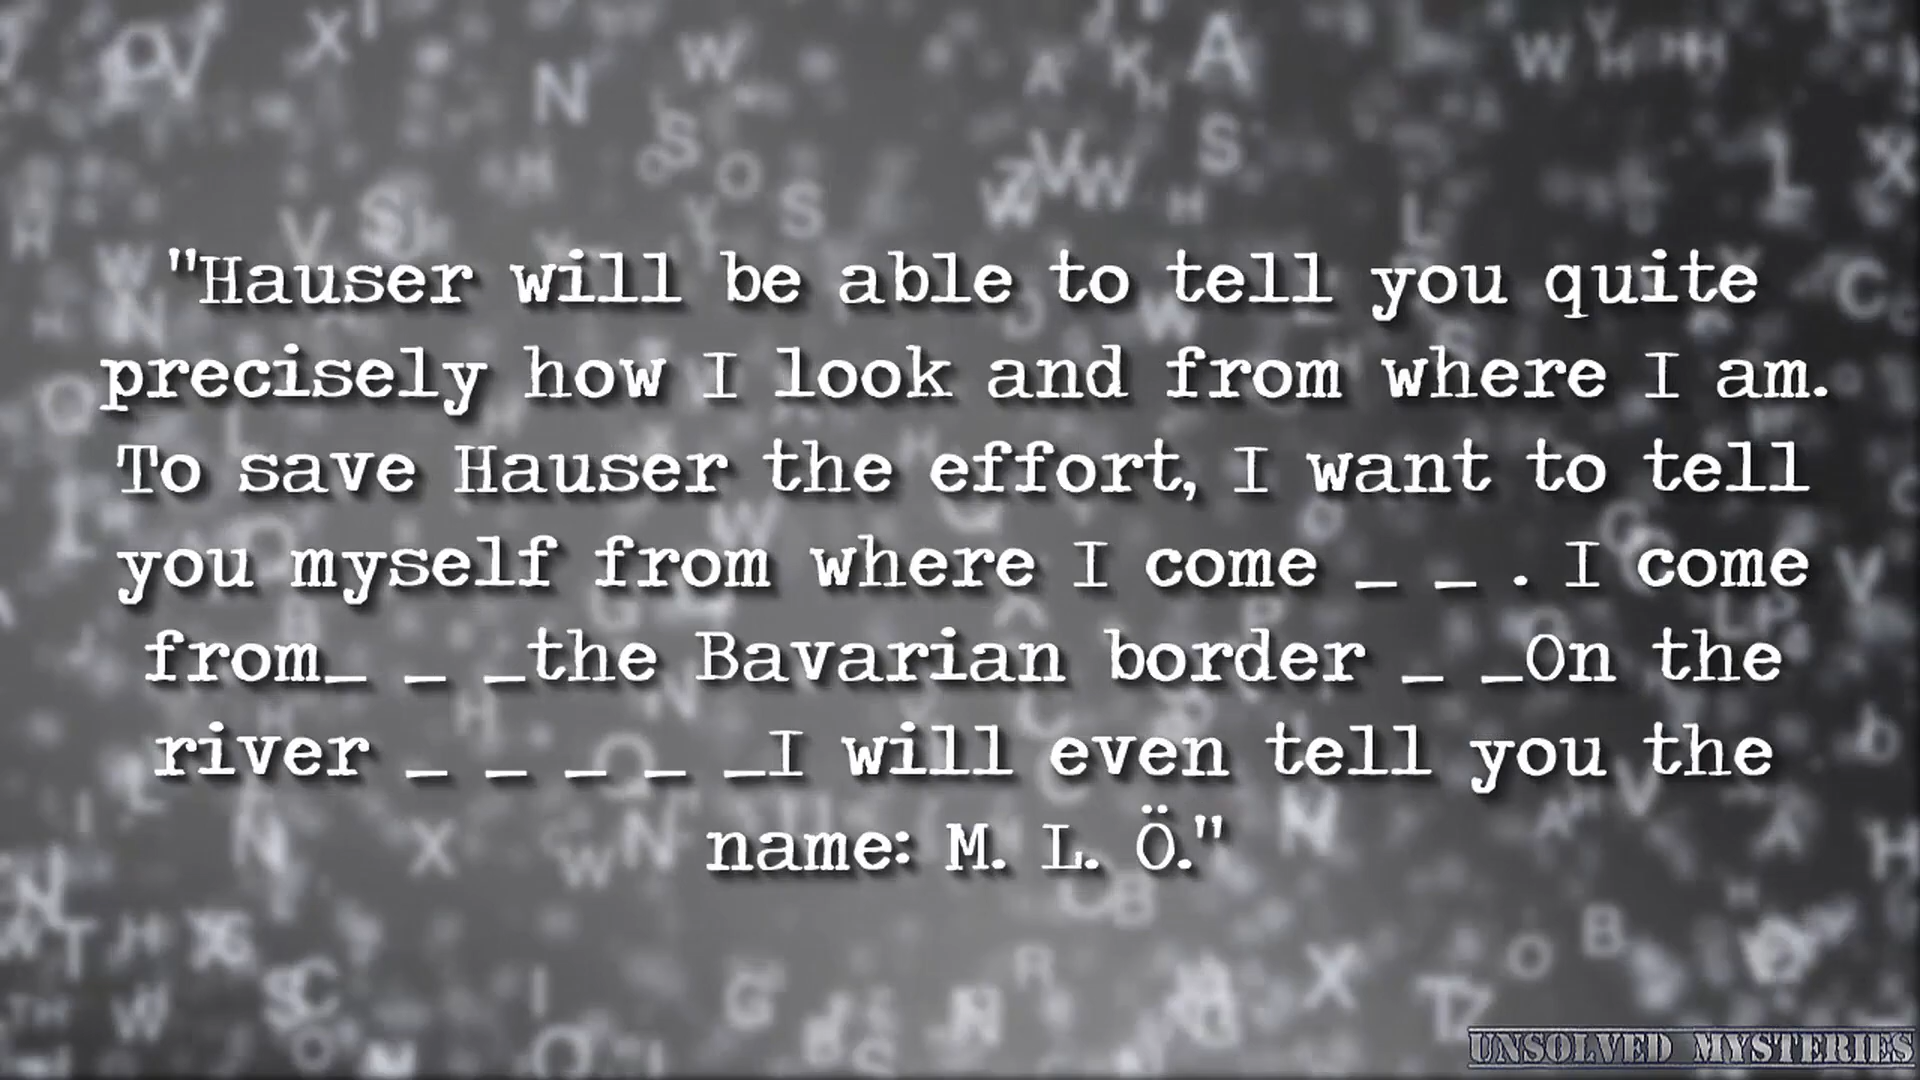 "Hauser will be able to tell you quite
precisely how I look and from where I am.
To save Hauser the effort, I want to tell
you myself from where I come _ _ . I come
from_ _ _the Bavarian border _ _On the
river _ _ _ _ _I will even tell you the
name: M. L. Ö."
UNSOLVED MYSTERIES